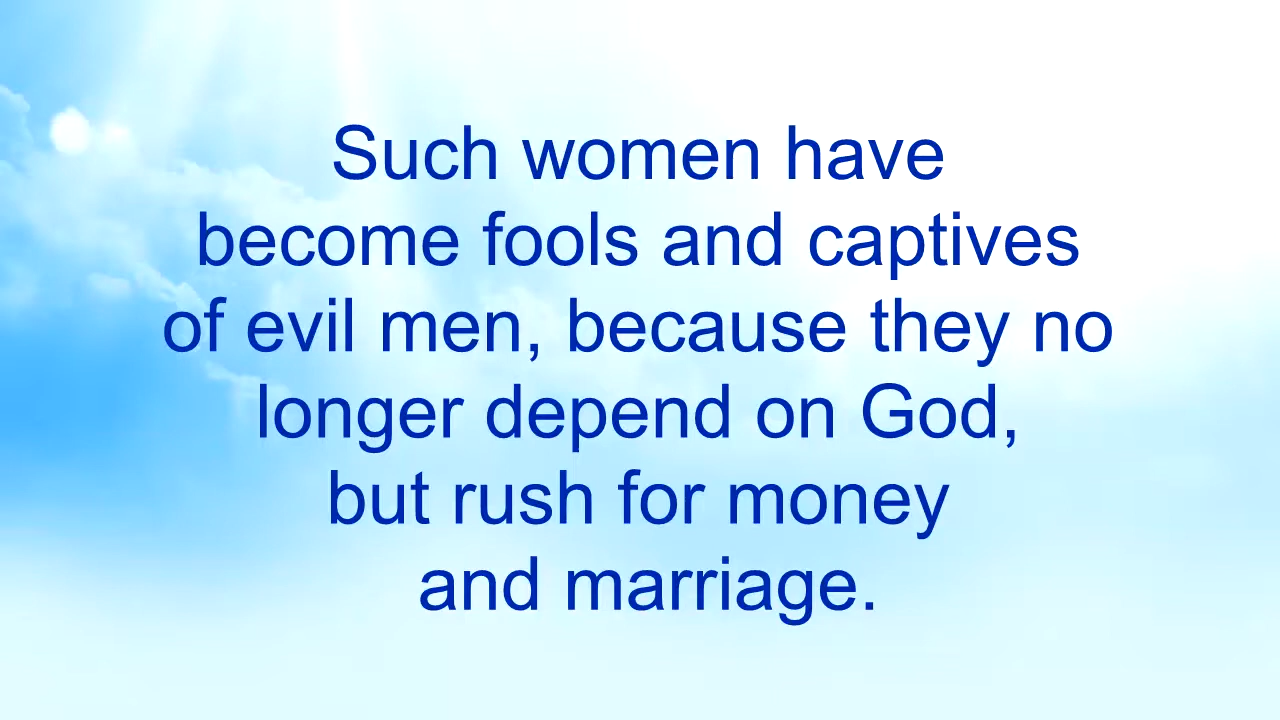 Such women have
become fools and captives
of evil men, because they no
longer depend on God,
but rush for money
and marriage.